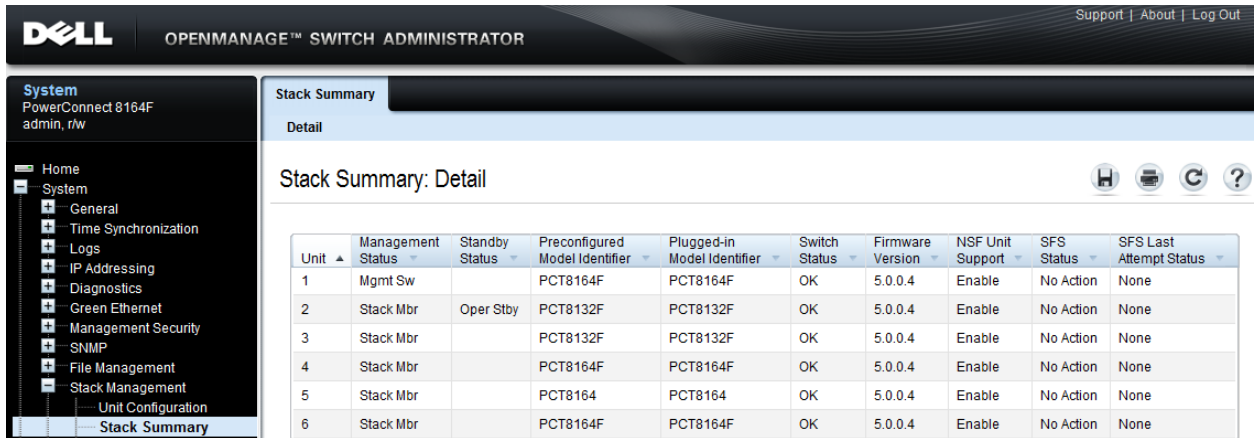 Support | About | Log Out
DELL
OPENMANAGE™ SWITCH ADMINISTRATOR
System
PowerConnect 8164F
admin, r/w
Home
System
General
Time Synchronization
Logs
IP Addressing
Diagnostics
Green Ethernet
Management Security
SNMP
File Management
Stack Management
Unit Configuration
Stack Summary
Stack Summary
Detail
Stack Summary: Detail
Unit Management Status Standby Status Preconfigured Model Identifier Plugged-in Model Identifier Switch Status Firmware Version NSF Unit Support SFS Status SFS Last Attempt Status
1 Mgmt Sw PCT8164F PCT8164F OK 5.0.0.4 Enable No Action None
2 Stack Mbr Oper Stby PCT8132F PCT8132F OK 5.0.0.4 Enable No Action None
3 Stack Mbr PCT8132F PCT8132F OK 5.0.0.4 Enable No Action None
4 Stack Mbr PCT8164F PCT8164F OK 5.0.0.4 Enable No Action None
5 Stack Mbr PCT8164 PCT8164 OK 5.0.0.4 Enable No Action None
6 Stack Mbr PCT8164F PCT8164F OK 5.0.0.4 Enable No Action None